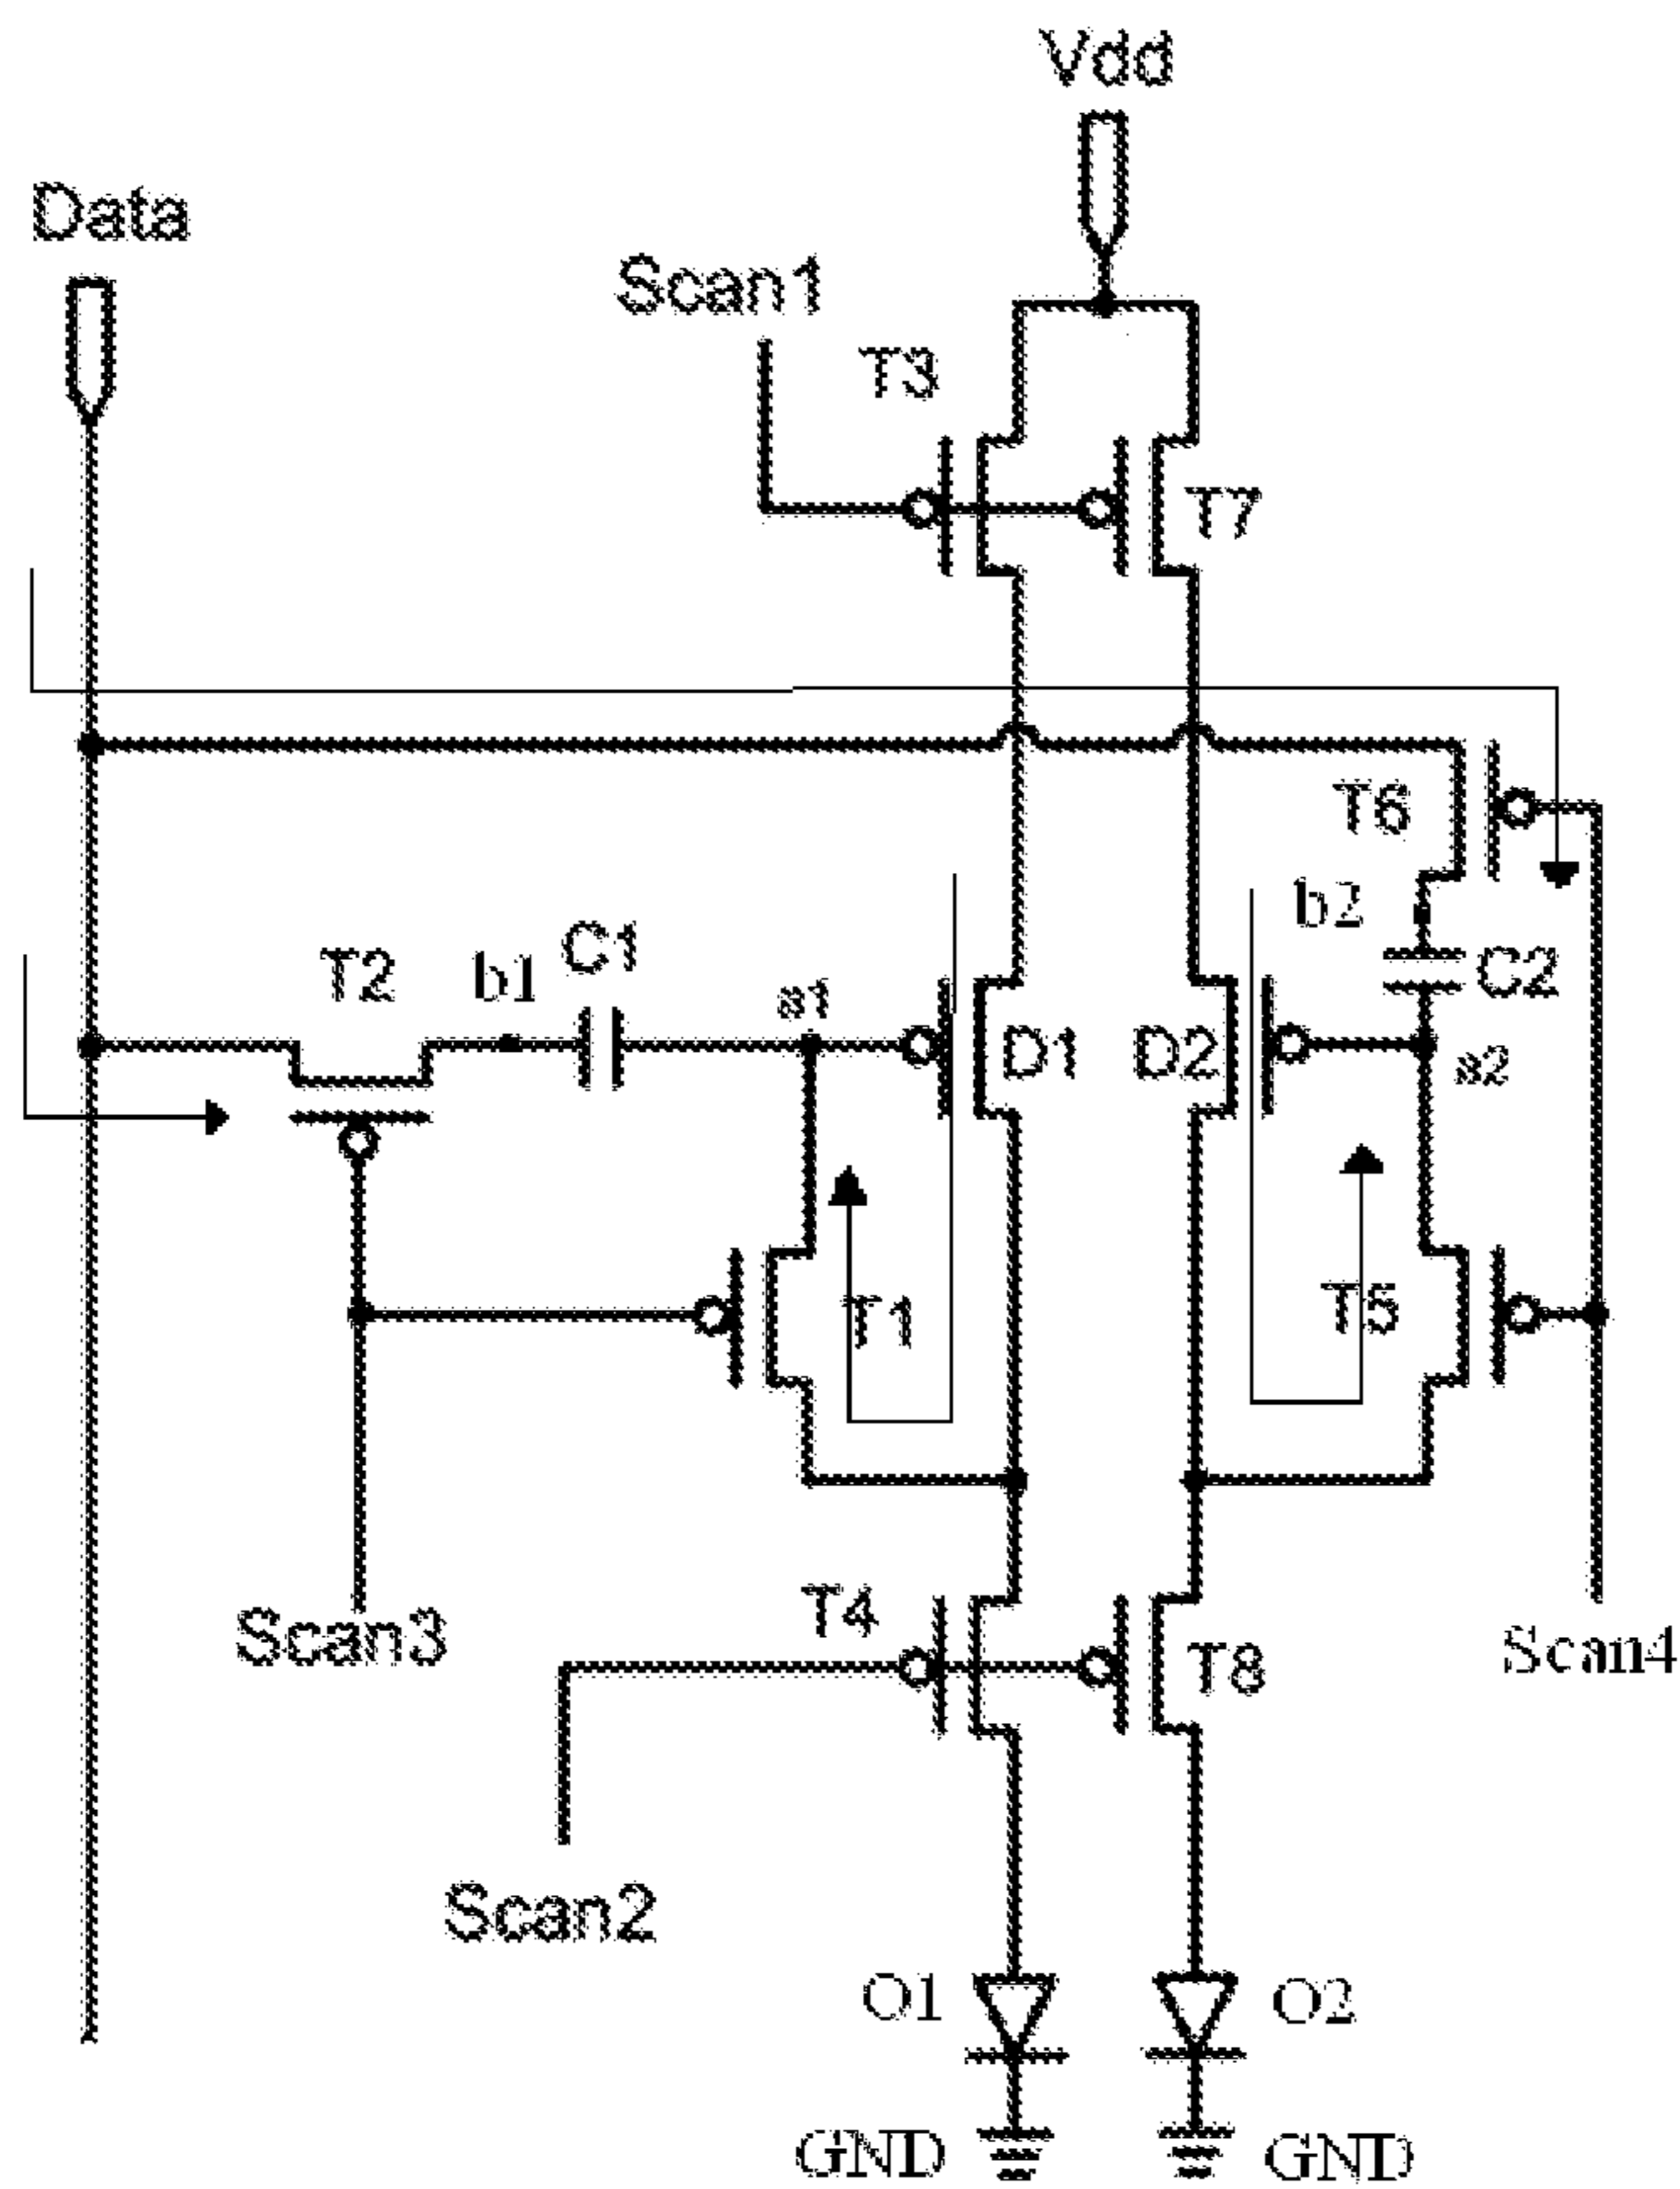 Vdd
Data
Scan1
T3
T7
T6
b2
T2
b1
C1
a1
C2
D1
D2
a2
T1
T5
T4
Scan3
T8
Scan4
Scan2
O1
O2
GND
GND